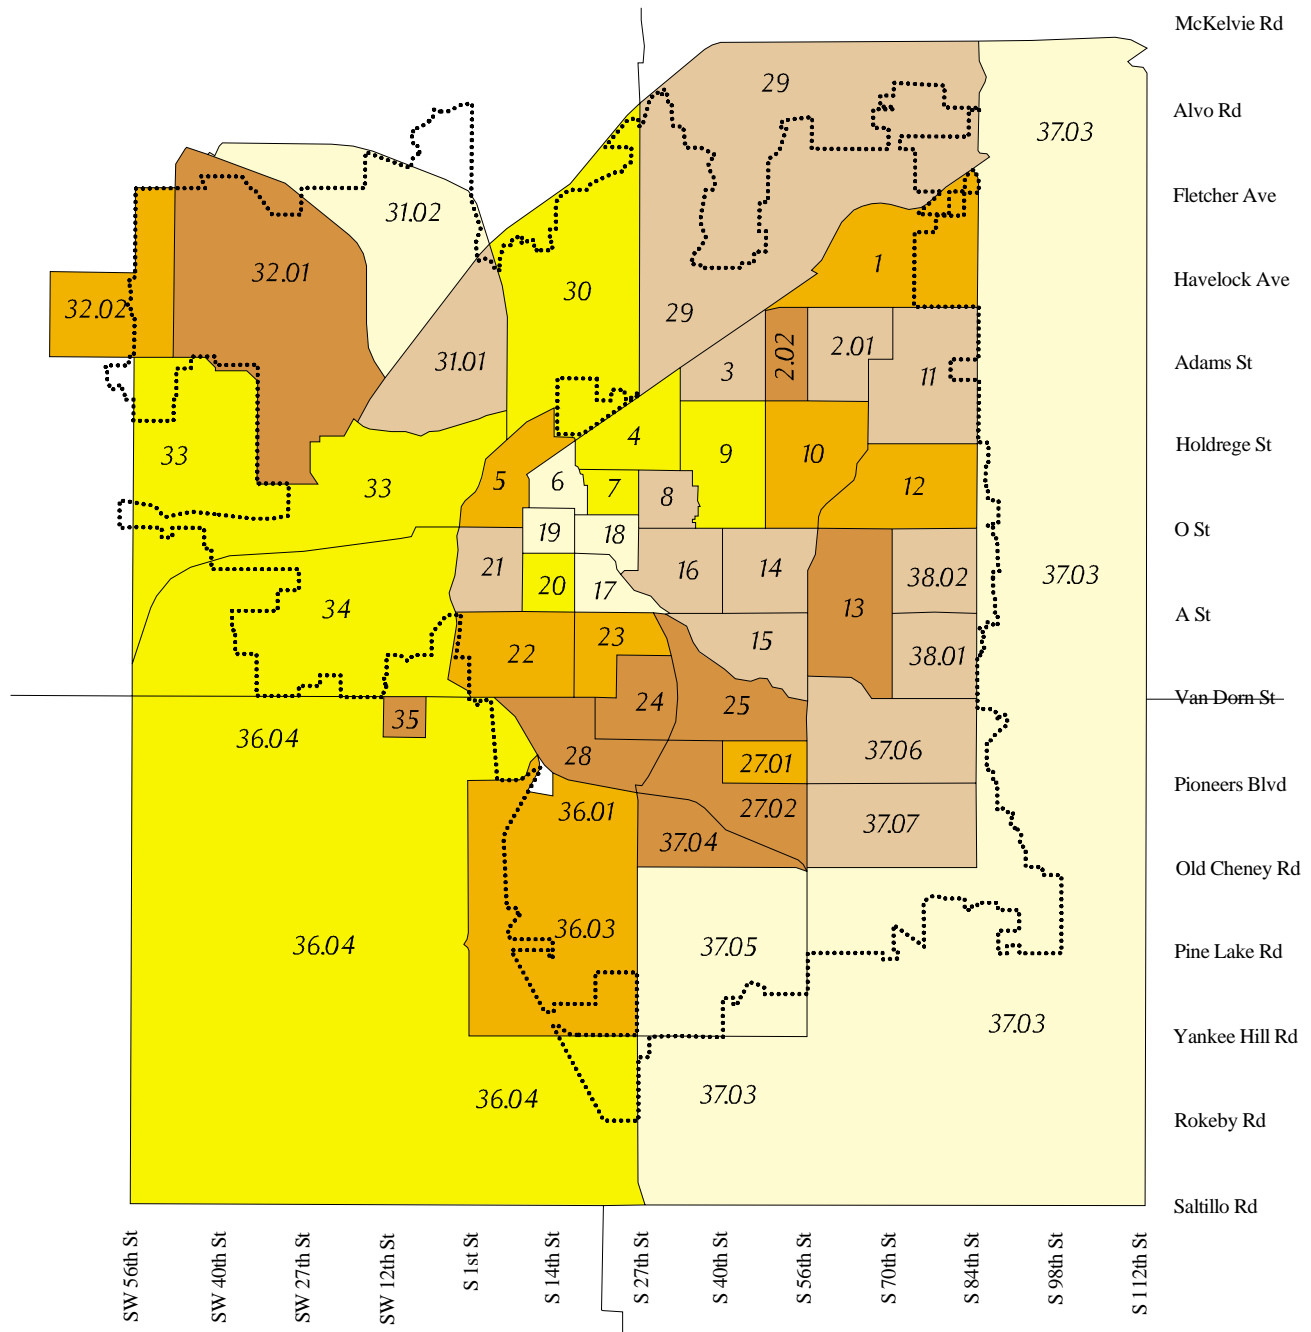 McKelvie Rd
29
Alvo Rd
37.03
Fletcher Ave
31.02
1
32.01
Havelock Ave
30
32.02
29
2.01
2.02
Adams St
31.01
3
11
4
Holdrege St
33
9
10
5
6
7
8
12
33
O St
19
18
21
20
16
14
38.02
37.03
17
34
13
A St
23
15
22
38.01
24
25
Van Dorn St
35
36.04
28
27.01
37.06
Pioneers Blvd
36.01
27.02
37.04
37.07
Old Cheney Rd
36.03
36.04
37.05
Pine Lake Rd
37.03
Yankee Hill Rd
36.04
37.03
Rokeby Rd
Saltillo Rd
SW 56th St
SW 40th St
SW 27th St
SW 12th St
S 1st St
S 14th St
S 27th St
S 40th St
S 56th St
S 70th St
S 84th St
S 98th St
S 112th St